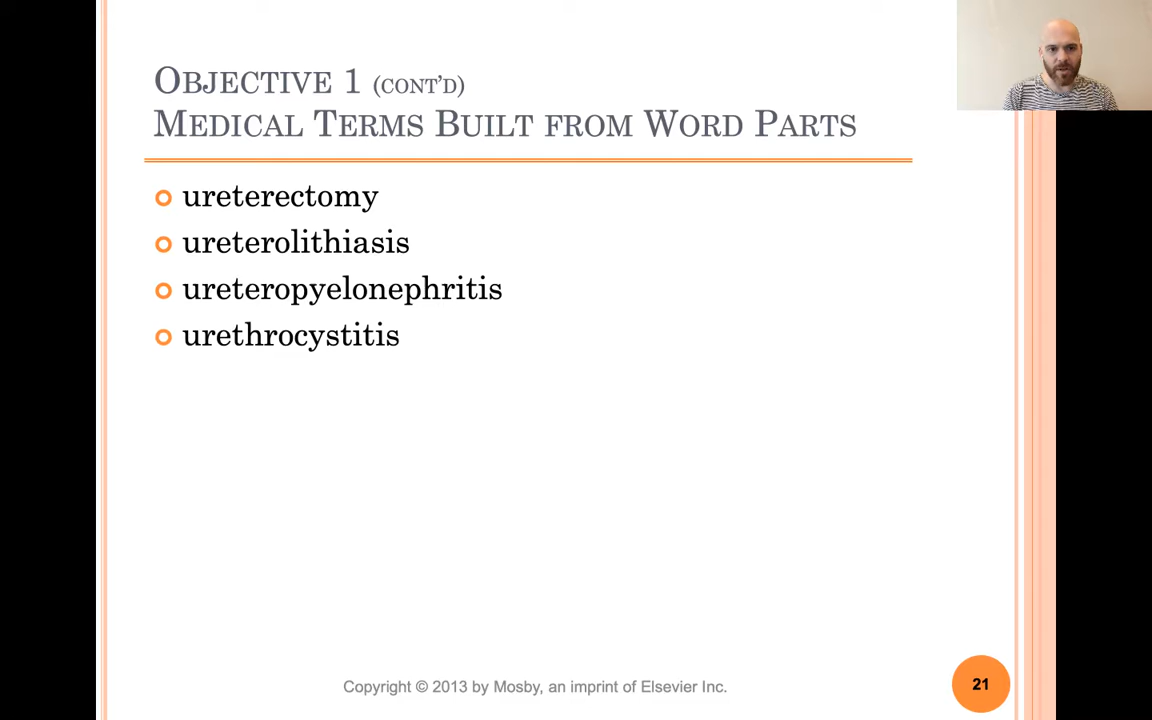 OBJECTIVE 1 (CONT'D)
MEDICAL TERMS BUILT FROM WORD PARTS
ureterectomy
ureterolithiasis
ureteropyelonephritis
urethrocystitis
Copyright © 2013 by Mosby, an imprint of Elsevier Inc.
21